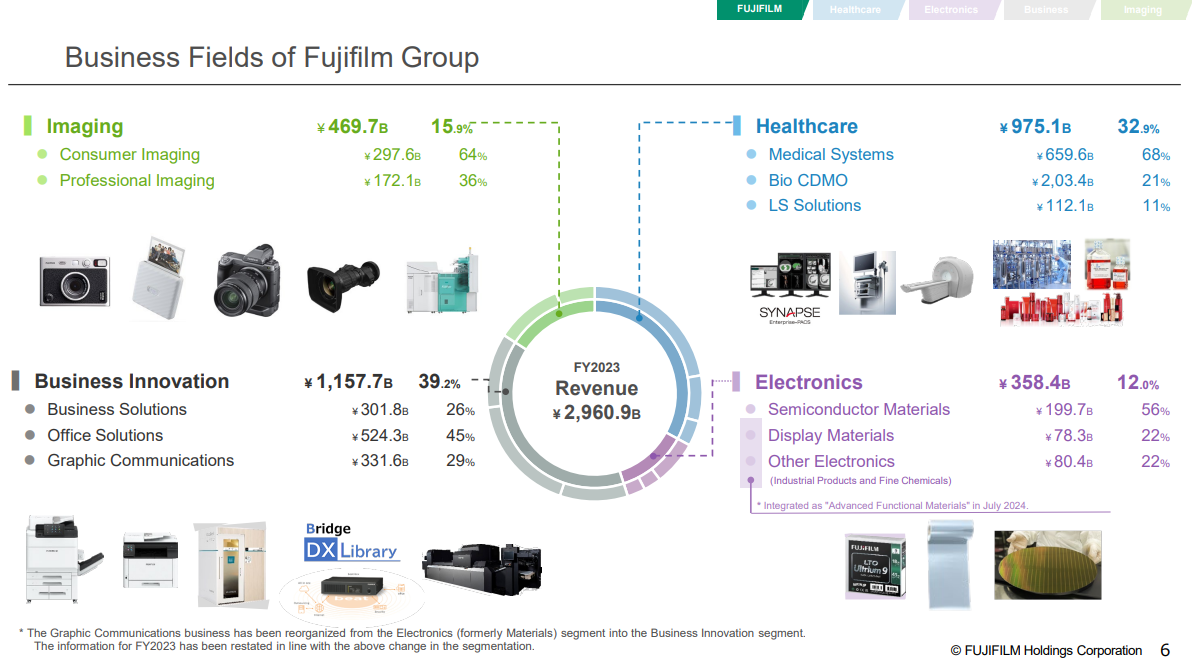 FUJIFILM
Healthcare
Electronics
Business
Imaging
Business Fields of Fujifilm Group
Imaging ¥ 469.7B 15.9%
Consumer Imaging ¥ 297.6B 64%
Professional Imaging ¥ 172.1B 36%
Healthcare ¥ 975.1B 32.9%
Medical Systems ¥ 659.6B 68%
Bio CDMO ¥ 2,03.4B 21%
LS Solutions ¥ 112.1B 11%
SYNAPSE
Enterprise-PACS
FY2023
Revenue
¥ 2,960.9B
Business Innovation ¥ 1,157.7B 39.2%
Business Solutions ¥ 301.8B 26%
Office Solutions ¥ 524.3B 45%
Graphic Communications ¥ 331.6B 29%
Electronics ¥ 358.4B 12.0%
Semiconductor Materials ¥ 199.7B 56%
Display Materials ¥ 78.3B 22%
Other Electronics ¥ 80.4B 22%
(Industrial Products and Fine Chemicals)
* Integrated as "Advanced Functional Materials" in July 2024.
Bridge
DX Library
FUJIFILM
LTO
Ultrium 9
* The Graphic Communications business has been reorganized from the Electronics (formerly Materials) segment into the Business Innovation segment.
The information for FY2023 has been restated in line with the above change in the segmentation.
© FUJIFILM Holdings Corporation 6